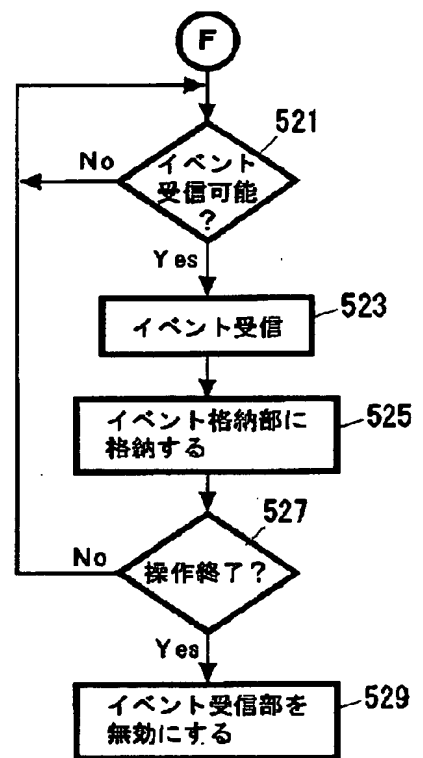 F
521
イベント
受信可能
?
No
Yes
イベント受信
523
イベント格納部に
格納する
525
527
操作終了?
No
Yes
イベント受信部を
無効にする
529